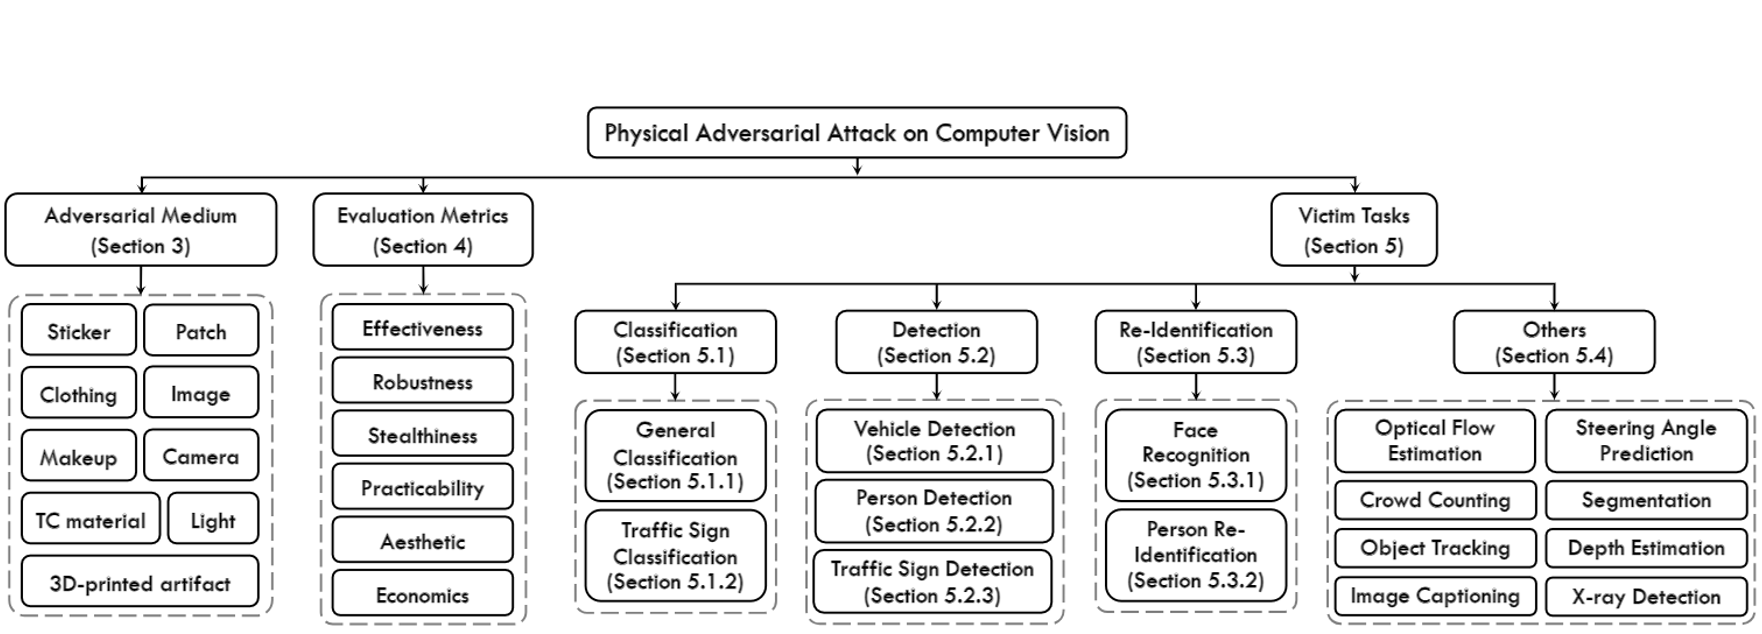 Physical Adversarial Attack on Computer Vision
Adversarial Medium
(Section 3)
Evaluation Metrics
(Section 4)
Victim Tasks
(Section 5)
Sticker
Patch
Clothing
Image
Makeup
Camera
TC material
Light
3D-printed artifact
Effectiveness
Robustness
Stealthiness
Practicability
Aesthetic
Economics
Classification
(Section 5.1)
General
Classification
(Section 5.1.1)
Traffic Sign
Classification
(Section 5.1.2)
Detection
(Section 5.2)
Vehicle Detection
(Section 5.2.1)
Person Detection
(Section 5.2.2)
Traffic Sign Detection
(Section 5.2.3)
Re-Identification
(Section 5.3)
Face
Recognition
(Section 5.3.1)
Person Re-
Identification
(Section 5.3.2)
Others
(Section 5.4)
Optical Flow
Estimation
Steering Angle
Prediction
Crowd Counting
Segmentation
Object Tracking
Depth Estimation
Image Captioning
X-ray Detection